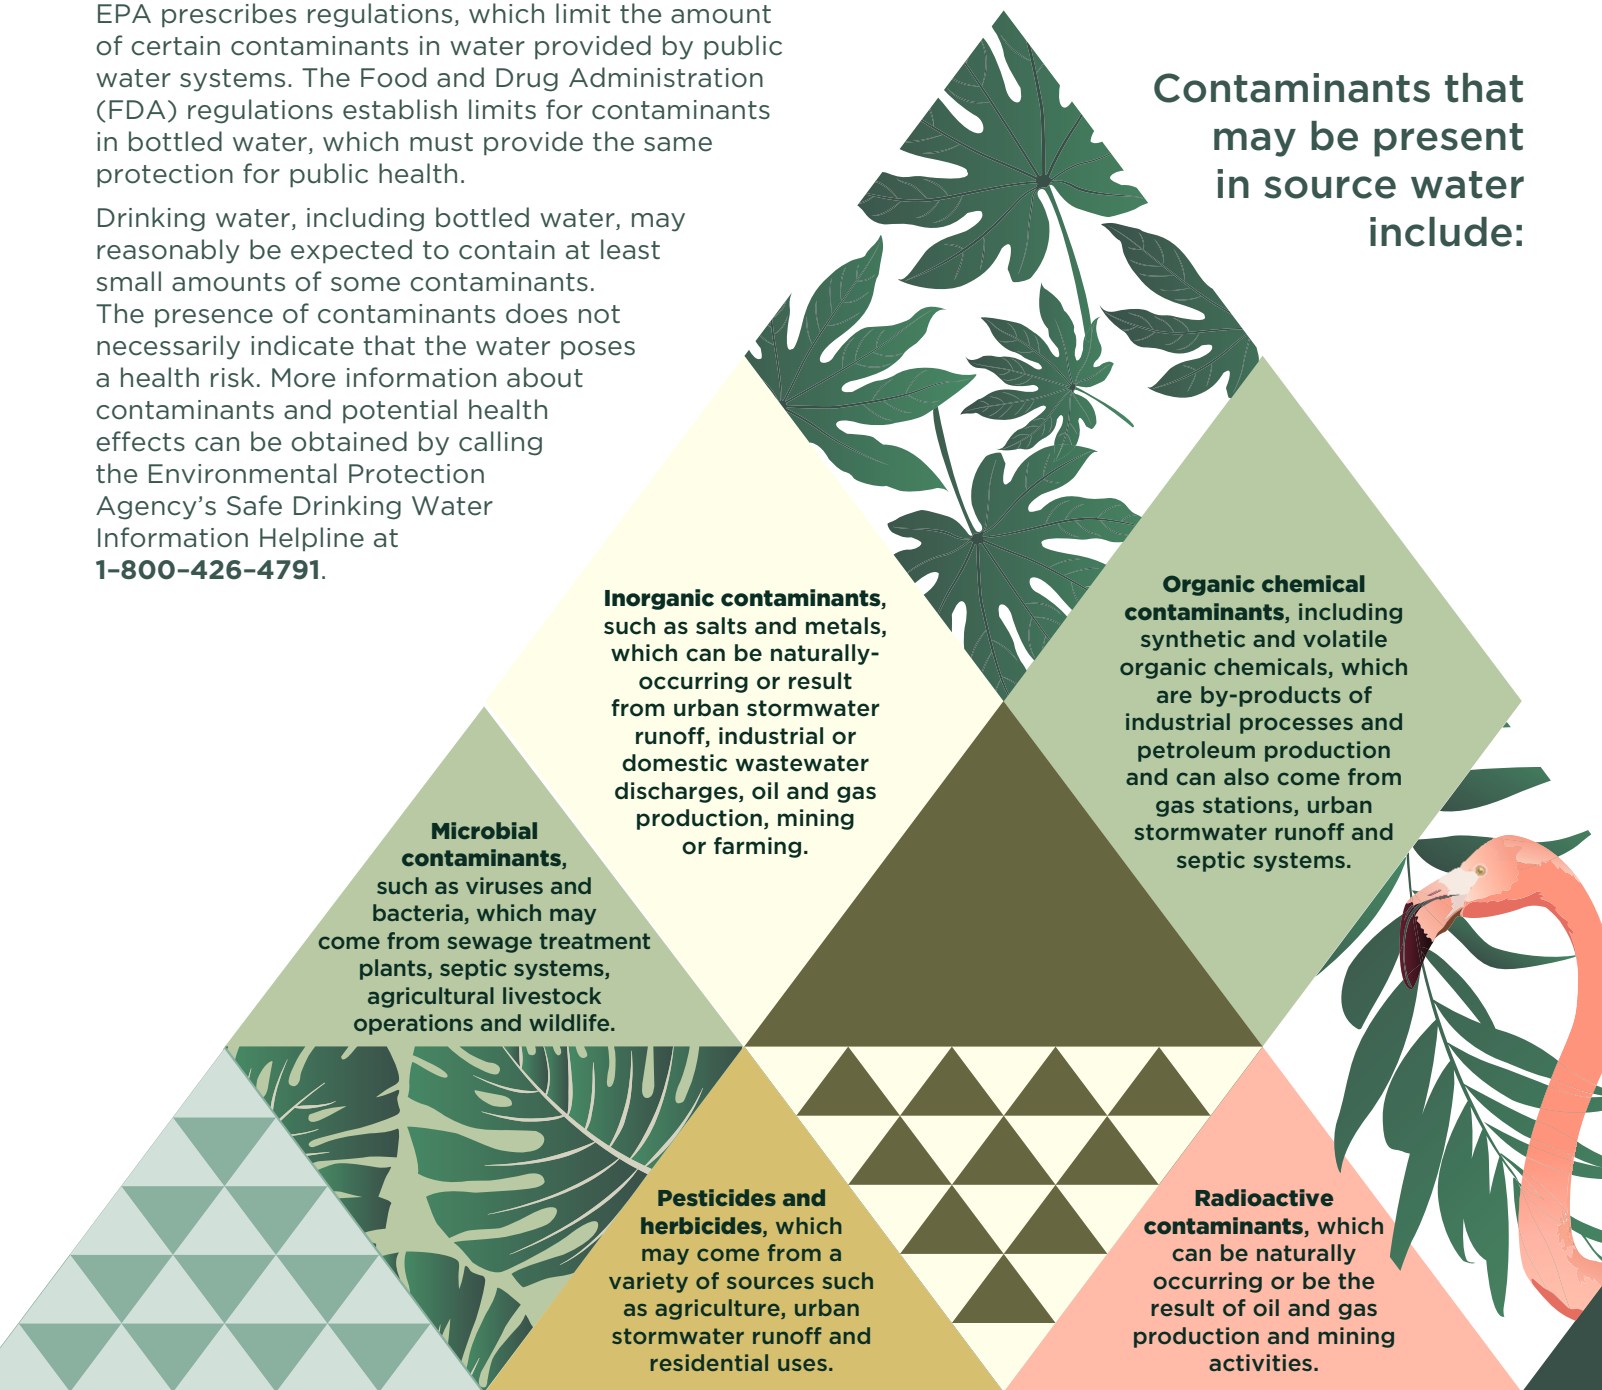 EPA prescribes regulations, which limit the amount
of certain contaminants in water provided by public
water systems. The Food and Drug Administration
(FDA) regulations establish limits for contaminants
in bottled water, which must provide the same
protection for public health.
Drinking water, including bottled water, may
reasonably be expected to contain at least
small amounts of some contaminants.
The presence of contaminants does not
necessarily indicate that the water poses
a health risk. More information about
contaminants and potential health
effects can be obtained by calling
the Environmental Protection
Agency’s Safe Drinking Water
Information Helpline at
1–800–426–4791.
Contaminants that
may be present
in source water
include:
Microbial
contaminants,
such as viruses and
bacteria, which may
come from sewage treatment
plants, septic systems,
agricultural livestock
operations and wildlife.
Inorganic contaminants,
such as salts and metals,
which can be naturally-
occurring or result
from urban stormwater
runoff, industrial or
domestic wastewater
discharges, oil and gas
production, mining
or farming.
Organic chemical
contaminants, including
synthetic and volatile
organic chemicals, which
are by-products of
industrial processes and
petroleum production
and can also come from
gas stations, urban
stormwater runoff and
septic systems.
Pesticides and
herbicides, which
may come from a
variety of sources such
as agriculture, urban
stormwater runoff and
residential uses.
Radioactive
contaminants, which
can be naturally
occurring or be the
result of oil and gas
production and mining
activities.